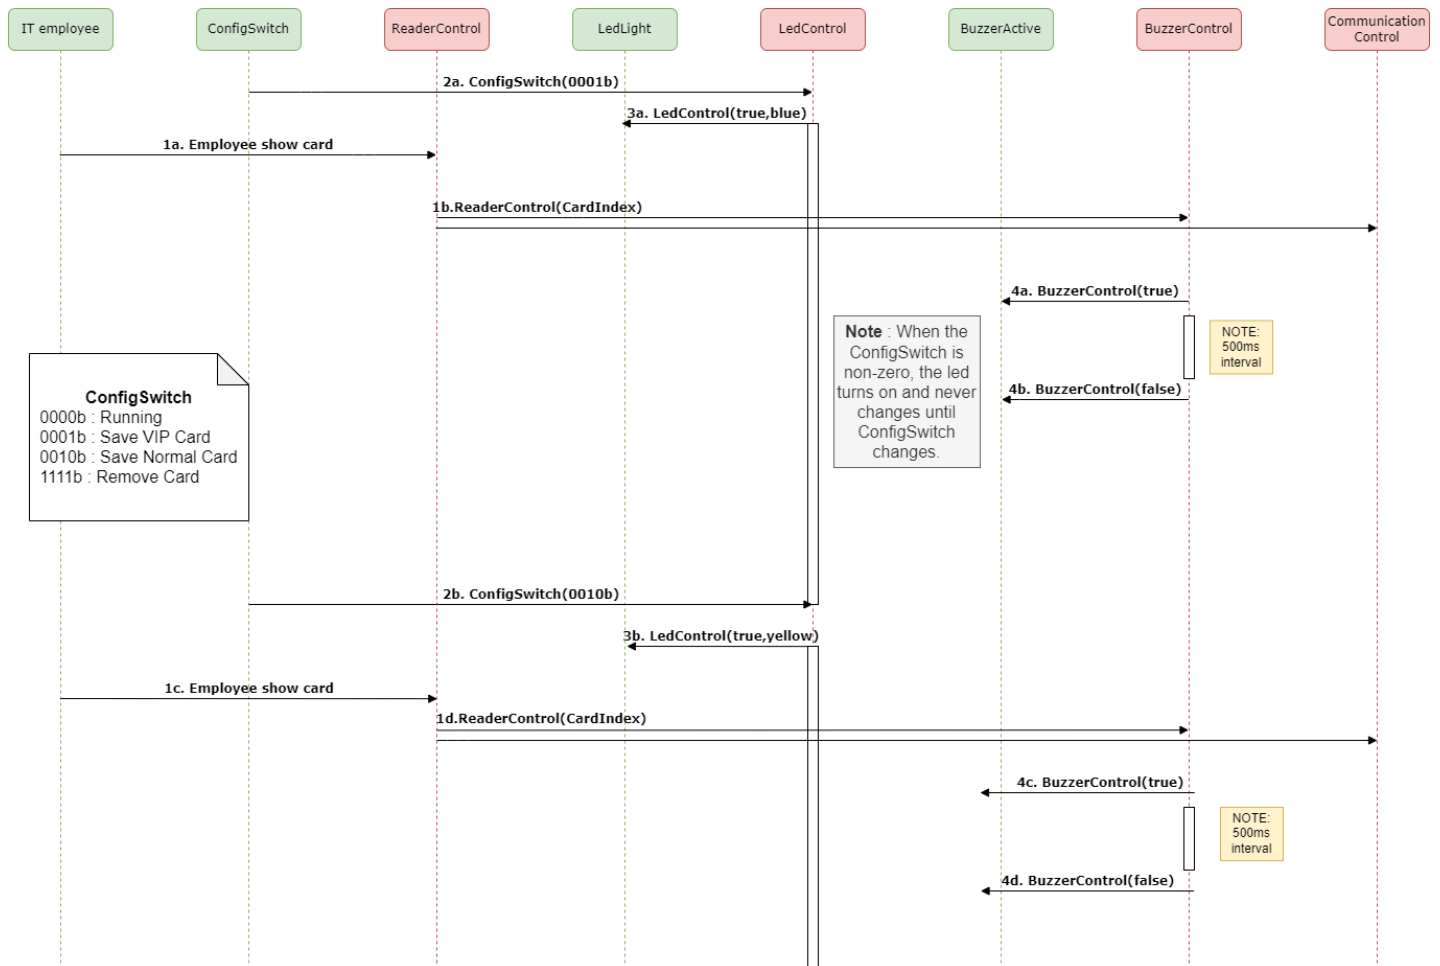 IT employee
ConfigSwitch
ReaderControl
LedLight
LedControl
BuzzerActive
BuzzerControl
Communication
Control
2a. ConfigSwitch(0001b)
3a. LedControl(true,blue)
1a. Employee show card
1b.ReaderControl(CardIndex)
4a. BuzzerControl(true)
Note : When the
ConfigSwitch is
non-zero, the led
turns on and never
changes until
ConfigSwitch
changes.
NOTE:
500ms
interval
4b. BuzzerControl(false)
ConfigSwitch
0000b : Running
0001b : Save VIP Card
0010b : Save Normal Card
1111b : Remove Card
2b. ConfigSwitch(0010b)
3b. LedControl(true,yellow)
1c. Employee show card
1d.ReaderControl(CardIndex)
4c. BuzzerControl(true)
NOTE:
500ms
interval
4d. BuzzerControl(false)